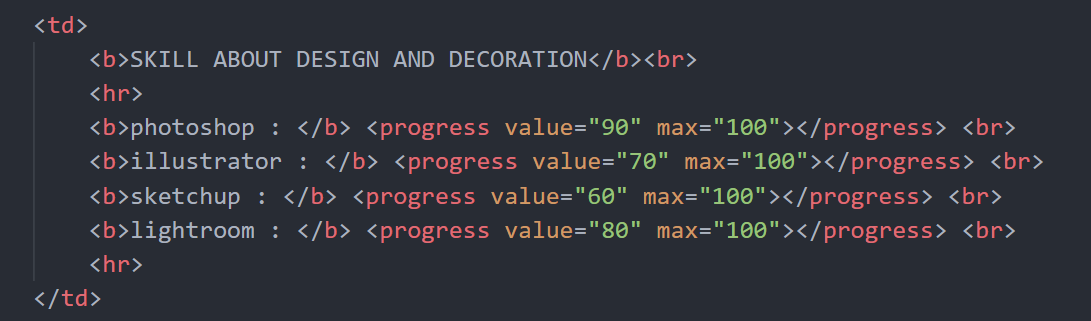 <td>
<b>SKILL ABOUT DESIGN AND DECORATION</b><br>
<hr>
<b>photoshop : </b> <progress value="90" max="100"></progress> <br>
<b>illustrator : </b> <progress value="70" max="100"></progress> <br>
<b>sketchup : </b> <progress value="60" max="100"></progress> <br>
<b>lightroom : </b> <progress value="80" max="100"></progress> <br>
<hr>
</td>